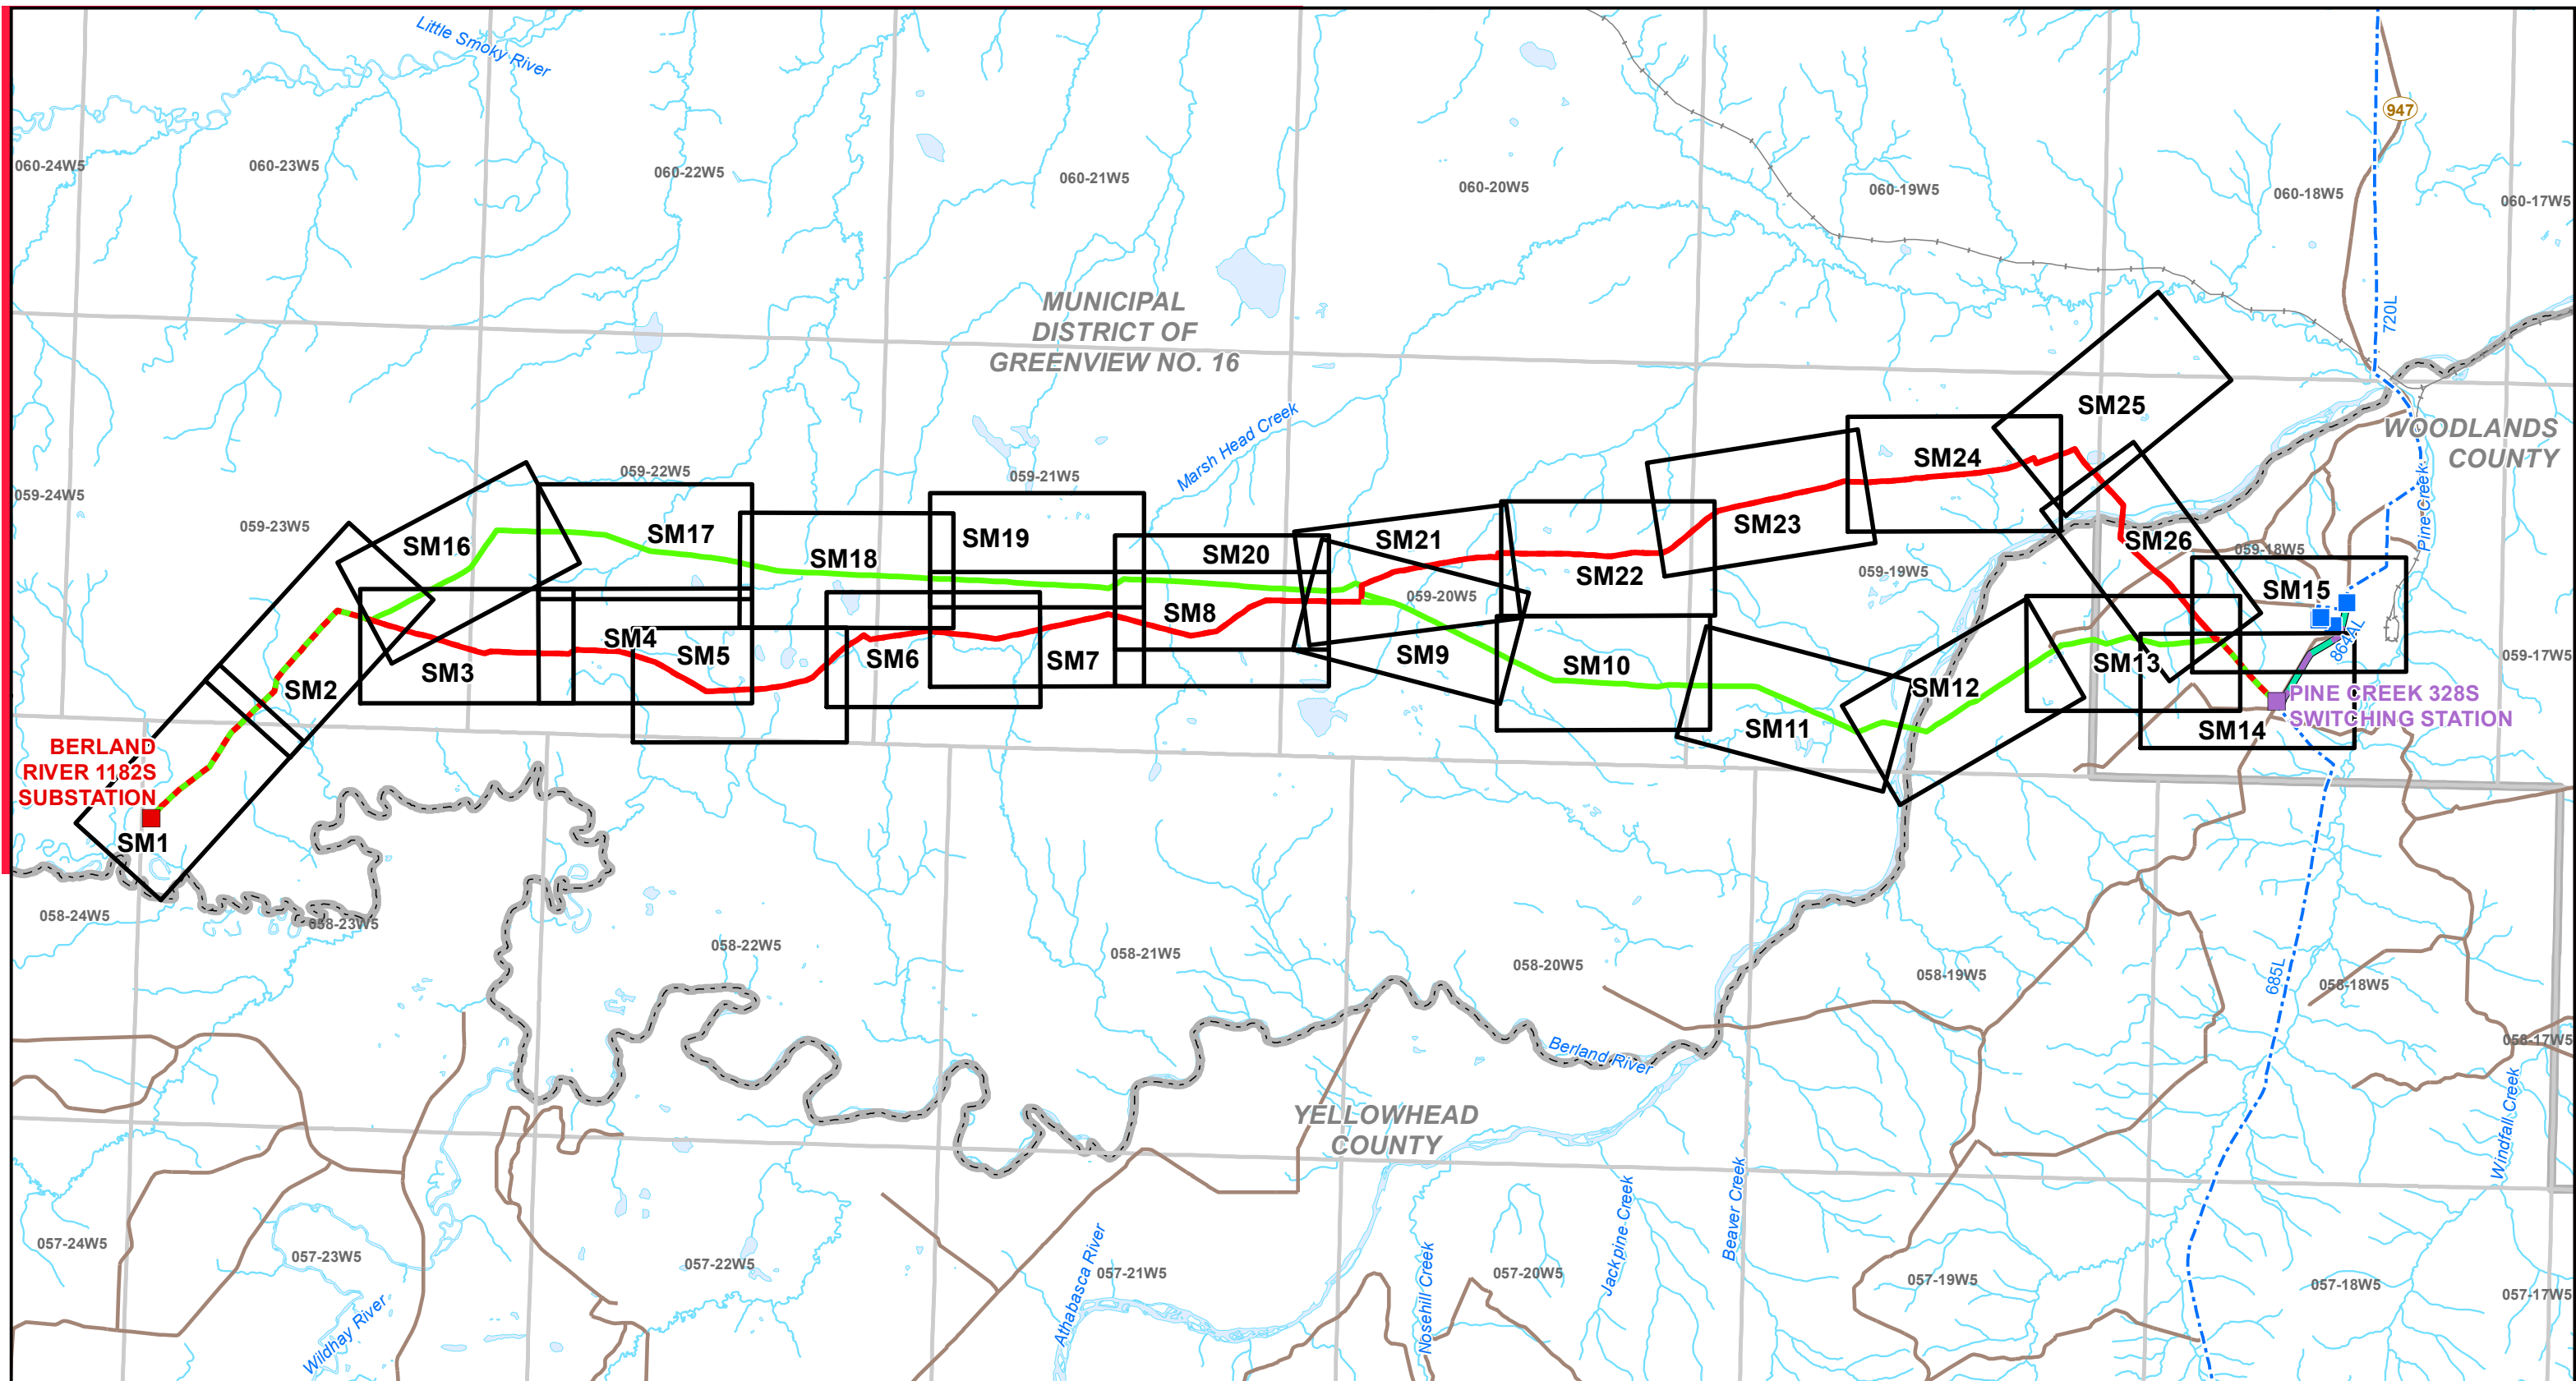 Little Smoky River
947
060-24W5
060-23W5
060-22W5
060-21W5
060-20W5
060-19W5
060-18W5
060-17W5
MUNICIPAL
DISTRICT OF
GREENVIEW NO. 16
720L
Marsh Head Creek
WOODLANDS
COUNTY
Pine Creek
059-24W5
059-23W5
059-22W5
059-21W5
059-20W5
059-19W5
059-18W5
059-17W5
SM25
SM24
SM23
SM26
SM22
SM21
SM20
SM19
SM18
SM17
SM16
SM15
864AL
SM1
SM2
SM3
SM4
SM5
SM6
SM7
SM8
SM9
SM10
SM11
SM12
SM13
SM14
BERLAND
RIVER 1182S
SUBSTATION
PINE CREEK 328S
SWITCHING STATION
058-24W5
058-23W5
058-22W5
058-21W5
058-20W5
058-19W5
058-18W5
058-17W5
685L
Berland River
YELLOWHEAD
COUNTY
Windfall Creek
Beaver Creek
Jackpine Creek
Nosehill Creek
Athabasca River
Wildhay River
057-24W5
057-23W5
057-22W5
057-21W5
057-20W5
057-19W5
057-18W5
057-17W5